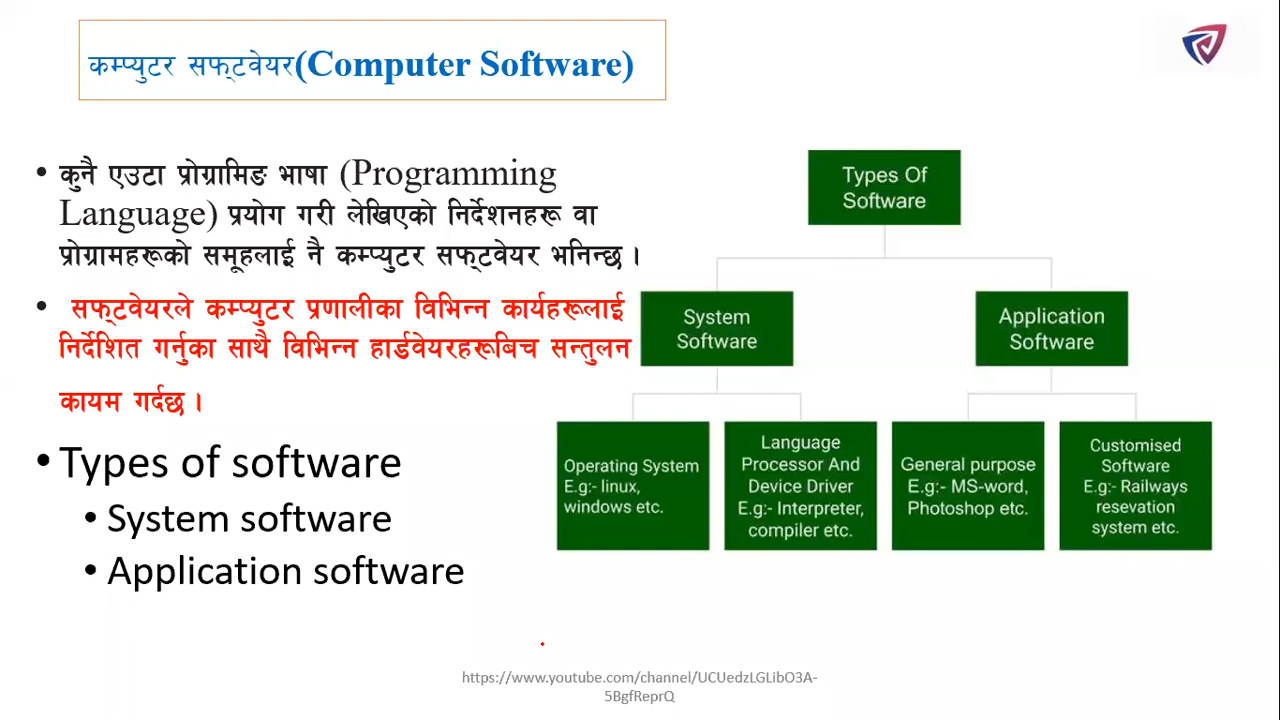 कम्प्युटर सफ्टवेयर(Computer Software)
• कुनै एउटा प्रोग्रामिङ भाषा (Programming
Language) प्रयोग गरी लेखिएको निर्देशनहरू वा
प्रोग्रामहरूको समूहलाई नै कम्प्युटर सफ्टवेयर भनिन्छ ।
• सफ्टवेयरले कम्प्युटर प्रणालीका विभिन्न कार्यहरूलाई
निर्देशित गर्नुका साथै विभिन्न हार्डवेयरहरूबिच सन्तुलन
कायम गर्दछ ।
• Types of software
• System software
• Application software
Types Of
Software
System
Software
Application
Software
Operating System
E.g:- linux,
windows etc.
Language
Processor And
Device Driver
E.g:- Interpreter,
compiler etc.
General purpose
E.g:- MS-word,
Photoshop etc.
Customised
Software
E.g:- Railways
resevation
system etc.
https://www.youtube.com/channel/UCUedzLGLibO3A-
5BgfReprQ